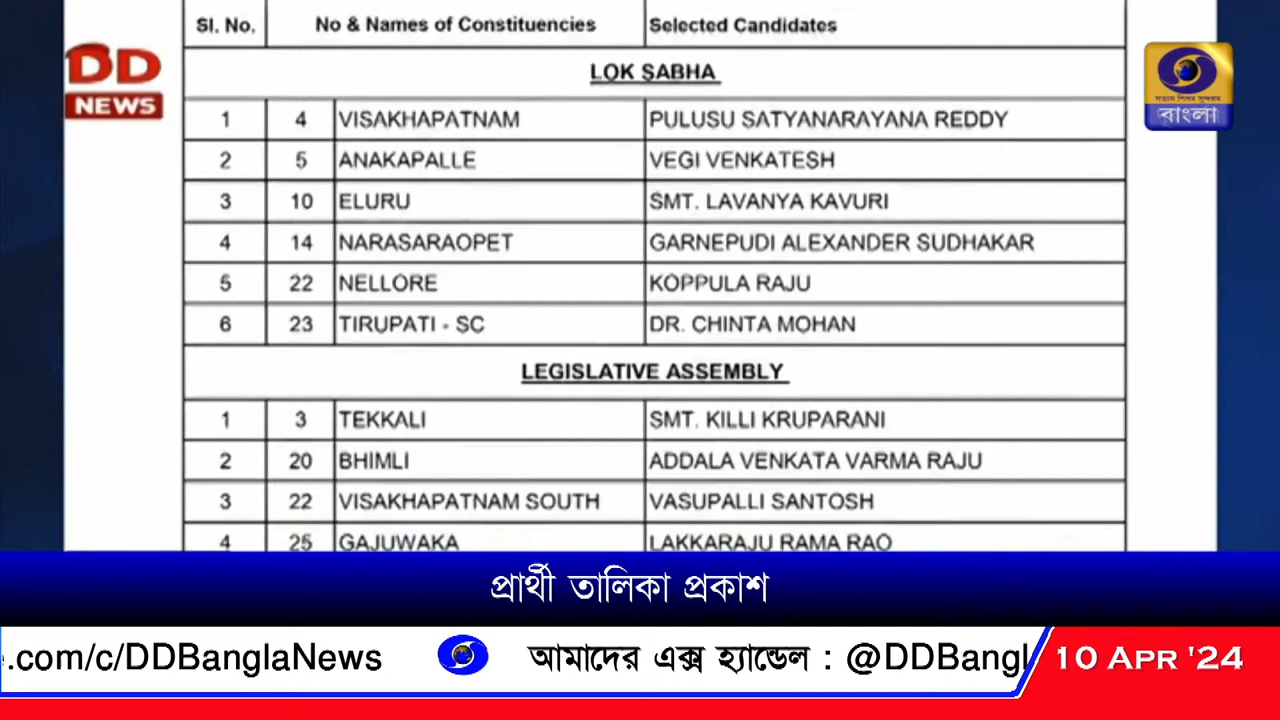 Sl. No. No & Names of Constituencies Selected Candidates
DD
NEWS
সত্যম শিবম সুন্দরম
বাংলা
LOK SABHA
1 4 VISAKHAPATNAM PULUSU SATYANARAYANA REDDY
2 5 ANAKAPALLE VEGI VENKATESH
3 10 ELURU SMT. LAVANYA KAVURI
4 14 NARASARAOPET GARNEPUDI ALEXANDER SUDHAKAR
5 22 NELLORE KOPPULA RAJU
6 23 TIRUPATI - SC DR. CHINTA MOHAN
LEGISLATIVE ASSEMBLY
1 3 TEKKALI SMT. KILLI KRUPARANI
2 20 BHIMLI ADDALA VENKATA VARMA RAJU
3 22 VISAKHAPATNAM SOUTH VASUPALLI SANTOSH
4 25 GAJUWAKA LAKKARAJU RAMA RAO
প্রার্থী তালিকা প্রকাশ
e.com/c/DDBanglaNews আমাদের এক্স হ্যান্ডেল : @DDBangl
10 APR '24